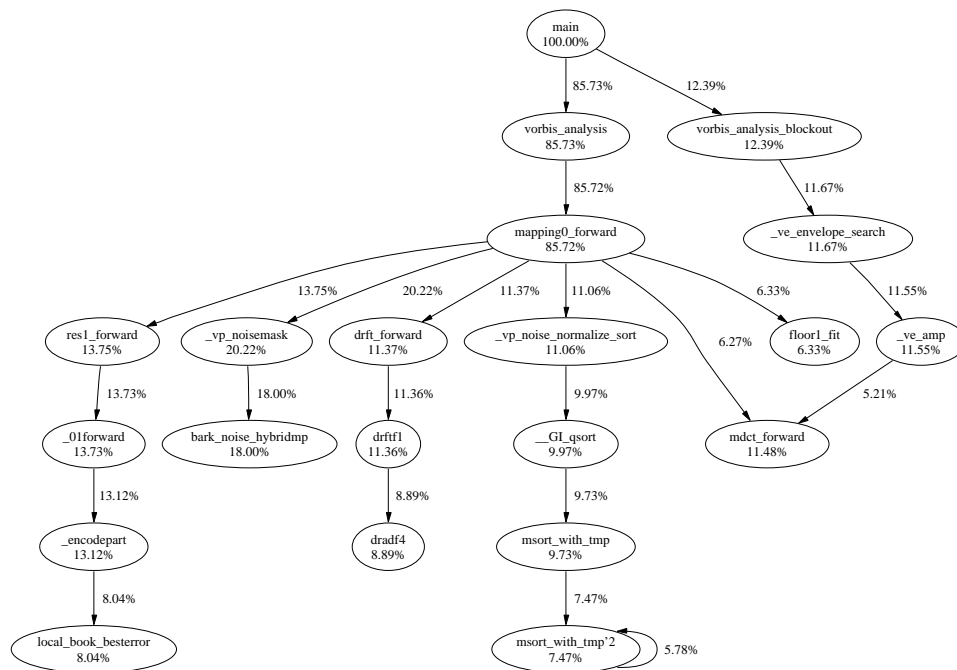 main
100.00%
85.73%
12.39%
vorbis_analysis
85.73%
vorbis_analysis_blockout
12.39%
85.72%
11.67%
mapping0_forward
85.72%
_ve_envelope_search
11.67%
13.75%
20.22%
11.37%
11.06%
6.33%
11.55%
res1_forward
13.75%
_vp_noisemask
20.22%
drft_forward
11.37%
_vp_noise_normalize_sort
11.06%
floor1_fit
6.33%
_ve_amp
11.55%
6.27%
13.73%
18.00%
11.36%
9.97%
5.21%
_01forward
13.73%
bark_noise_hybridmp
18.00%
drftf1
11.36%
__GI_qsort
9.97%
mdct_forward
11.48%
13.12%
8.89%
9.73%
_encodepart
13.12%
dradf4
8.89%
msort_with_tmp
9.73%
8.04%
7.47%
local_book_besterror
8.04%
msort_with_tmp’2
7.47%
5.78%